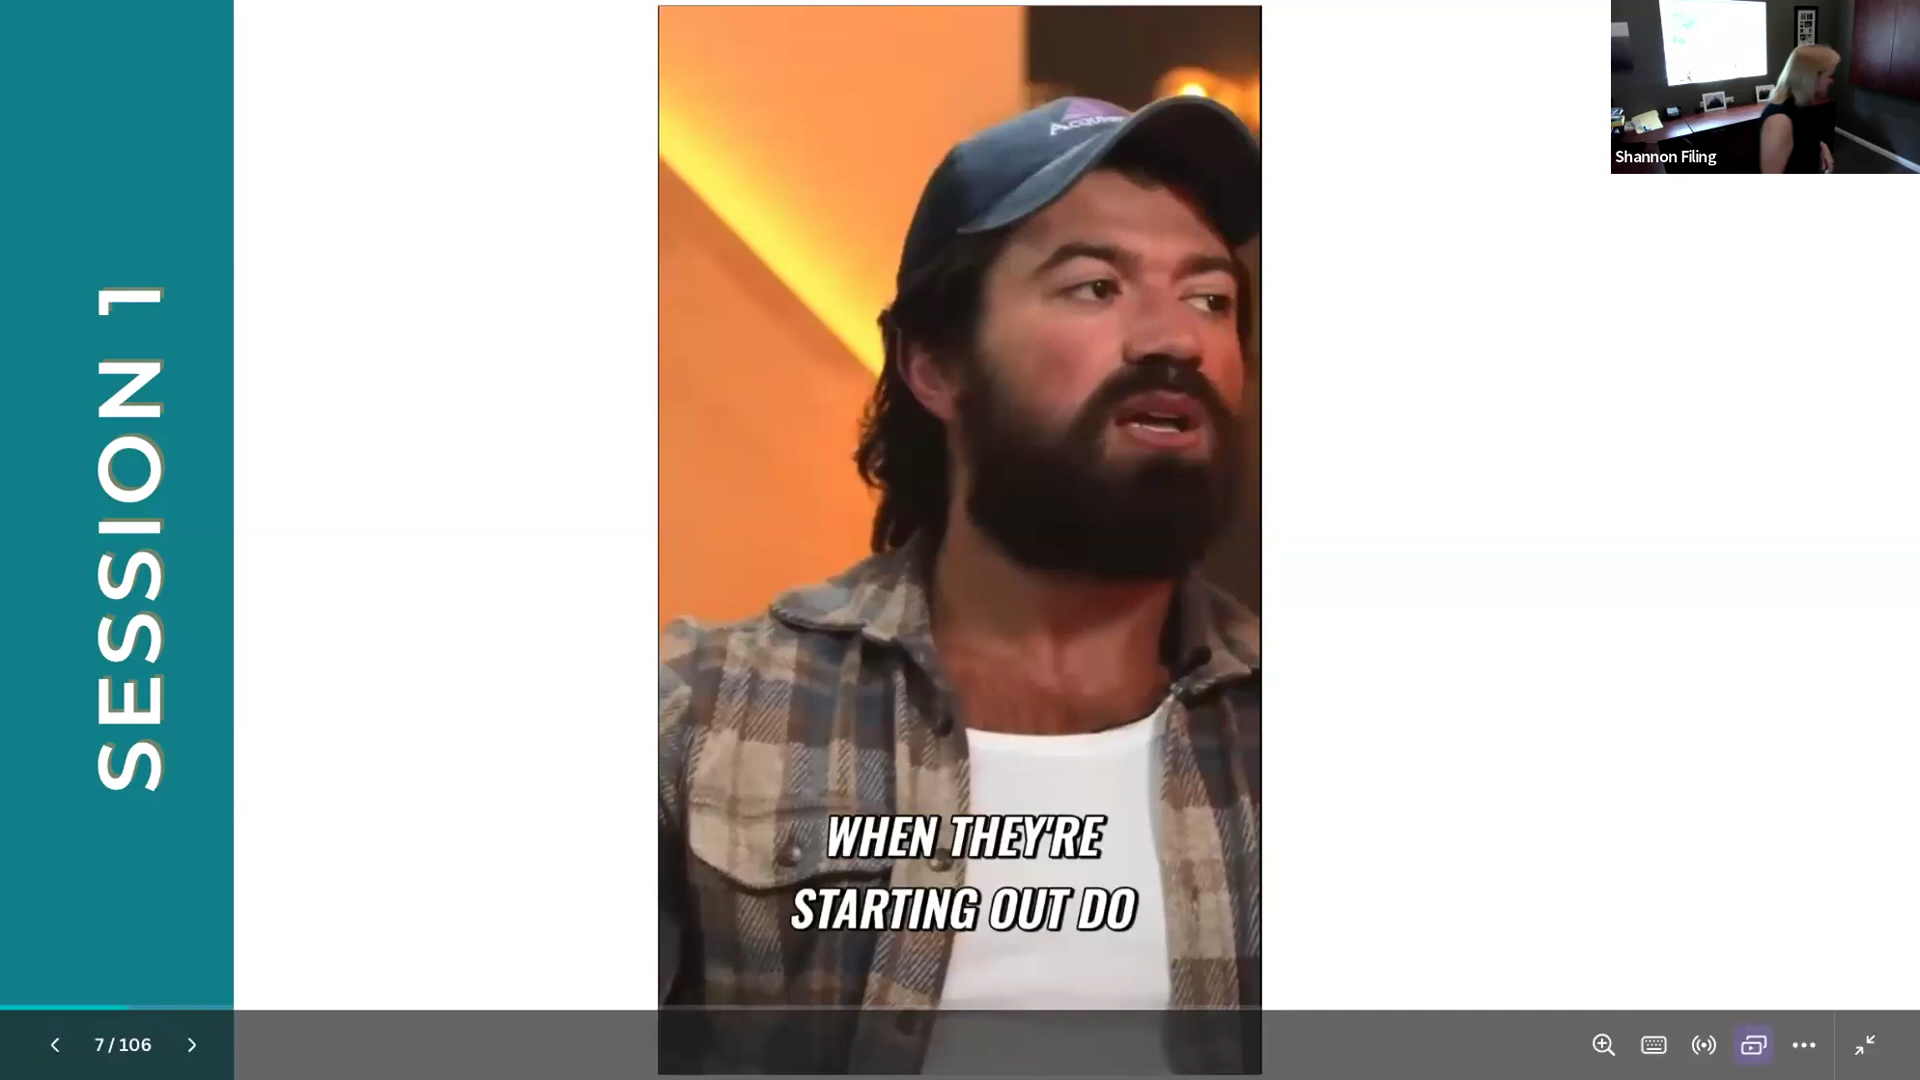 SESSION 1
WHEN THEY'RE
STARTING OUT DO
Shannon Filing
7 / 106